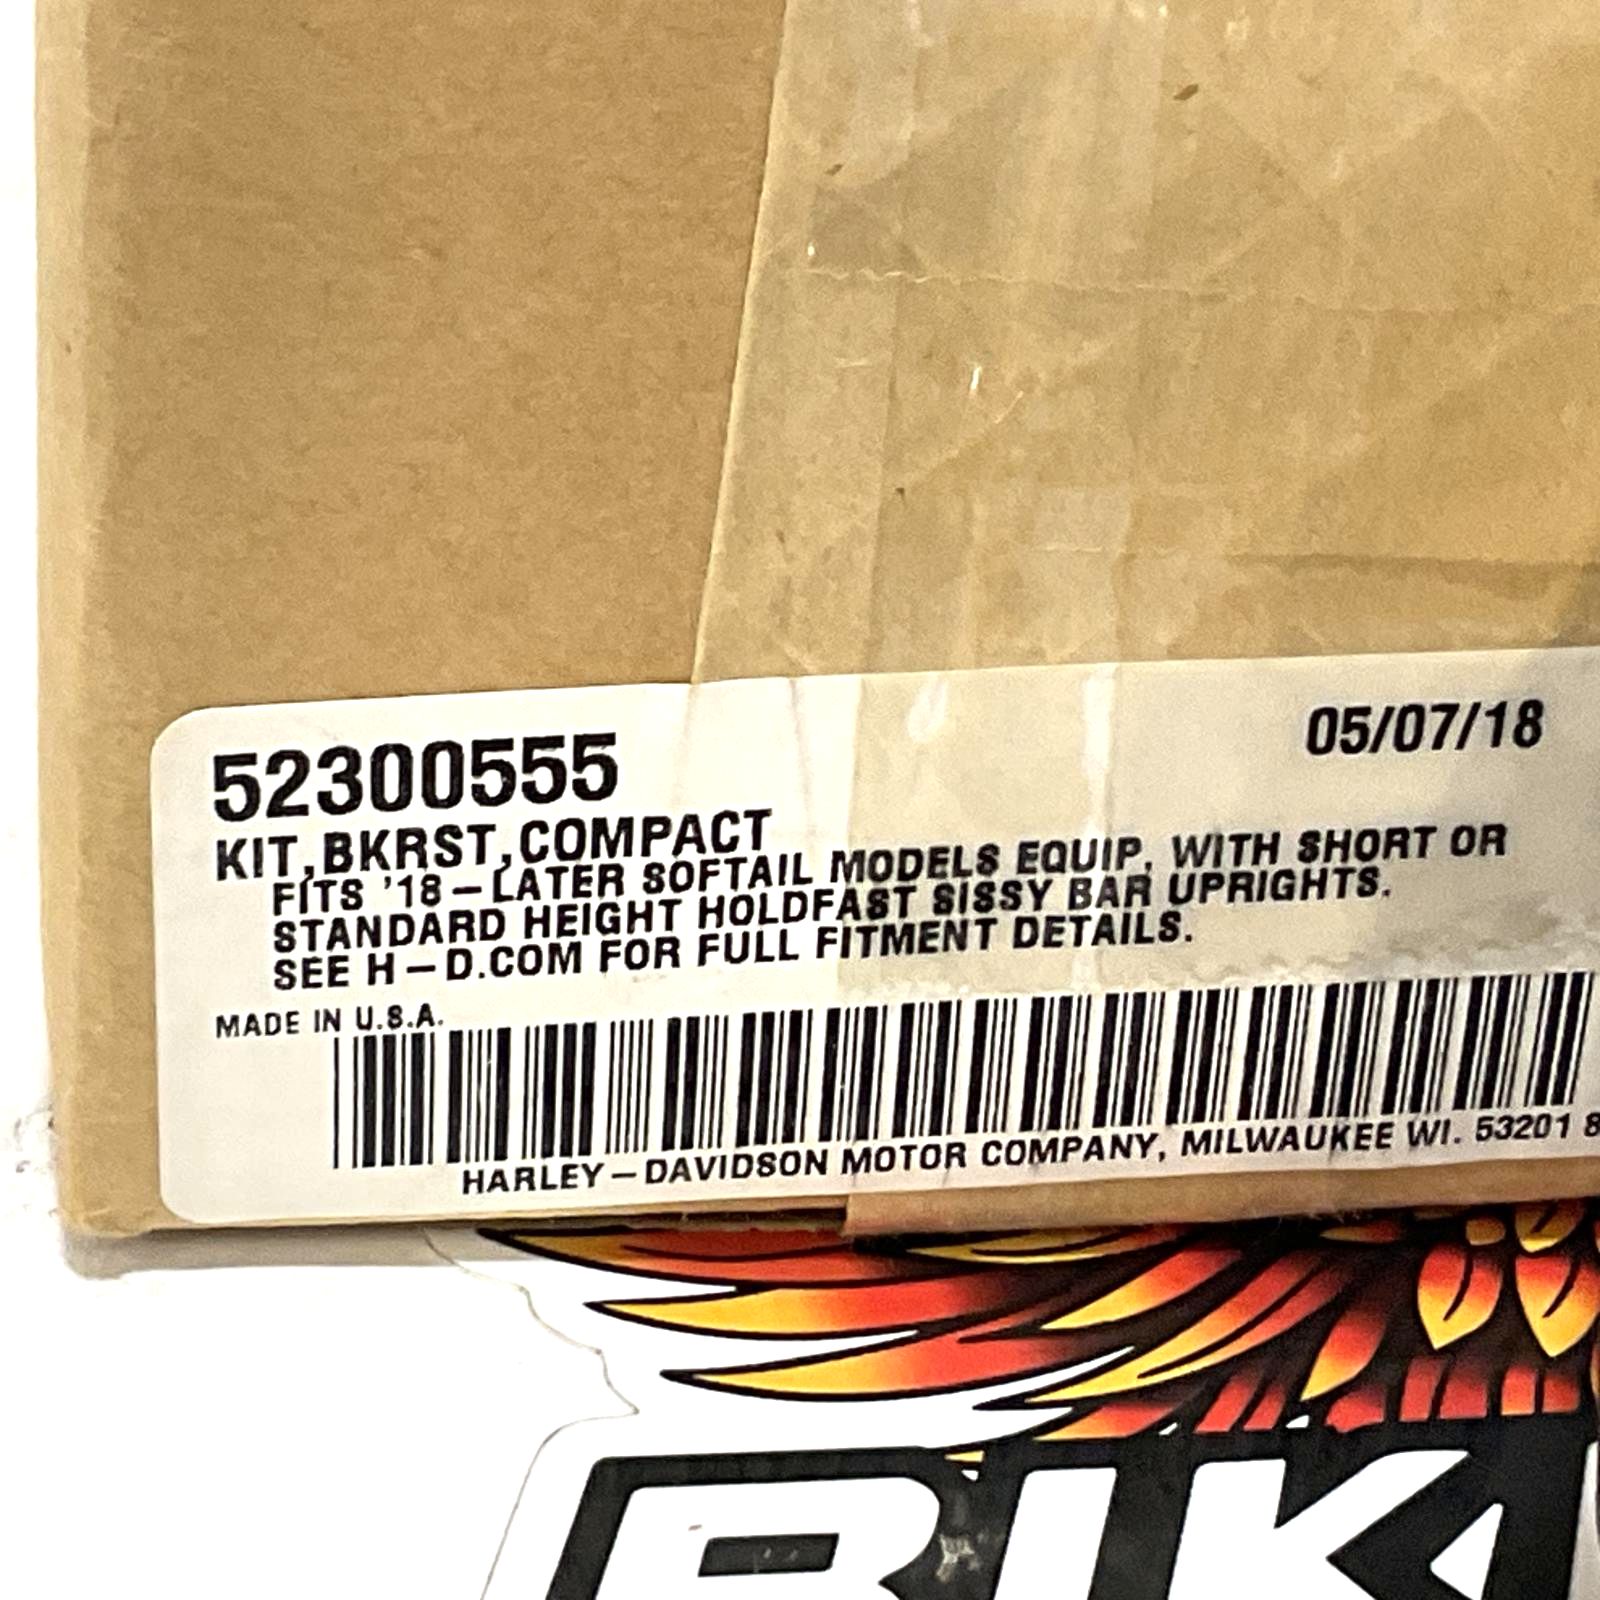 52300555
05/07/18
KIT,BKRST,COMPACT
FITS '18-LATER SOFTAIL MODELS EQUIP. WITH SHORT OR
STANDARD HEIGHT HOLDFAST SISSY BAR UPRIGHTS.
SEE H-D.COM FOR FULL FITMENT DETAILS.
MADE IN U.S.A.
HARLEY-DAVIDSON MOTOR COMPANY, MILWAUKEE WI. 53201